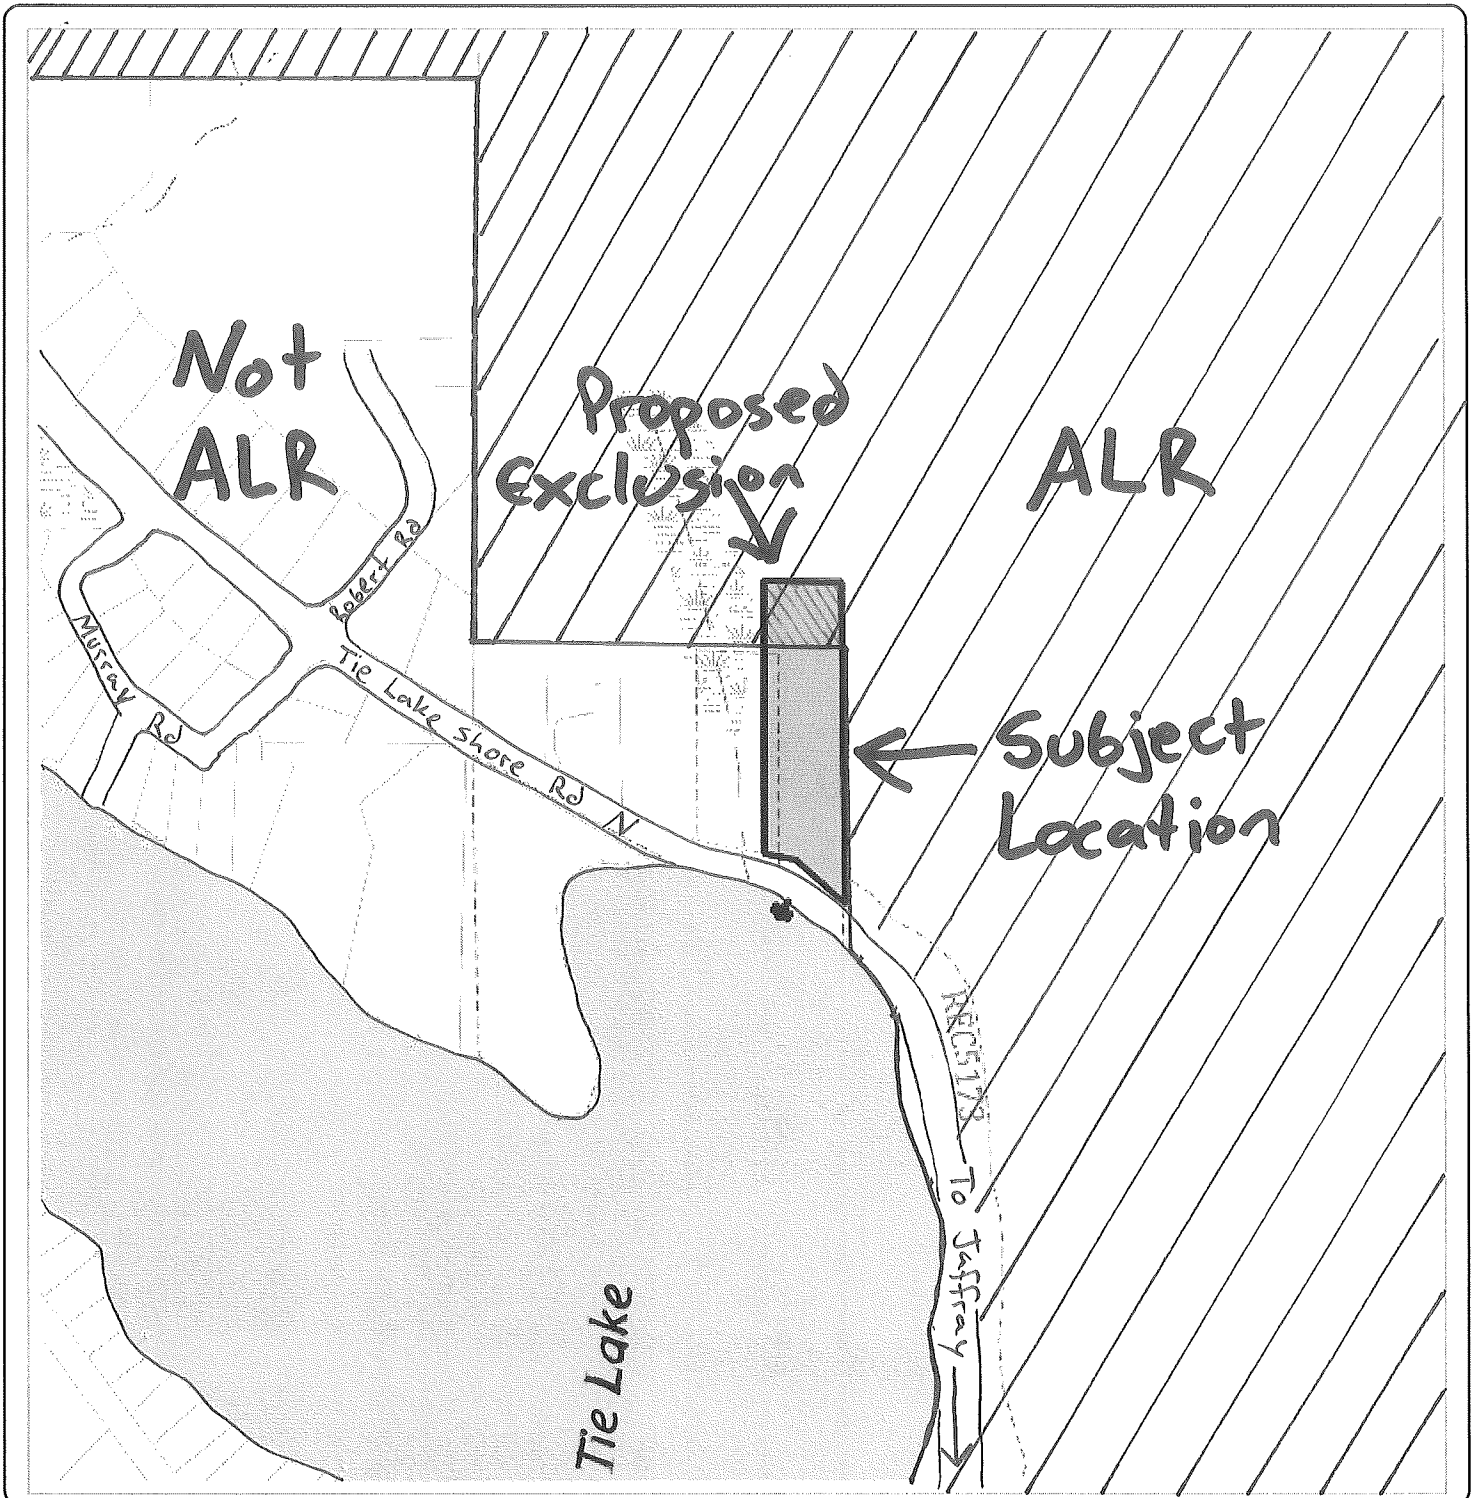 Not
ALR
Proposed
Exclusion
ALR
Robert Rd
Murray Rd
Tie Lake Shore Rd N.
Subject
Location
REC5173
To Jaffray
Tie Lake